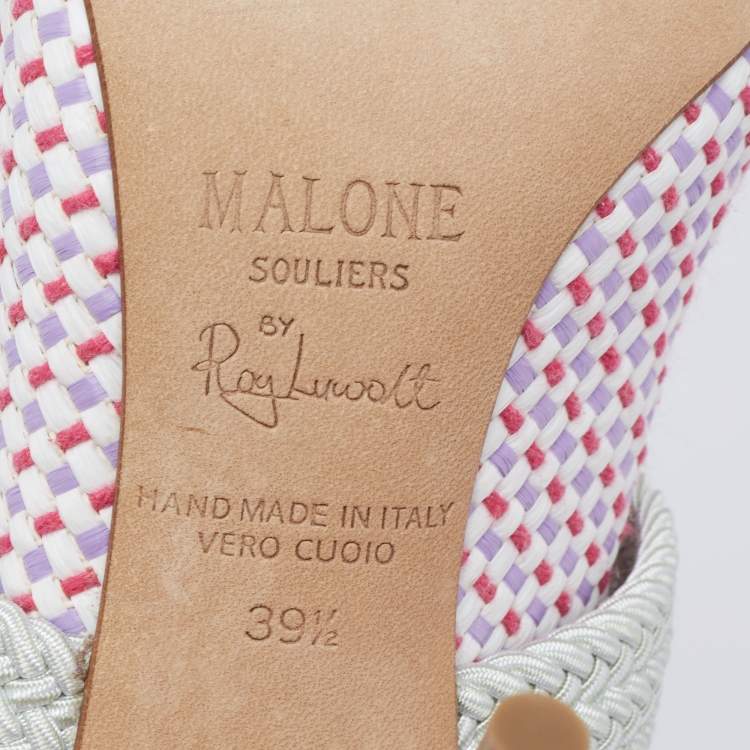 MALONE
SOULIERS
BY
Roy Luwolt
HAND MADE IN ITALY
VERO CUOIO
39½